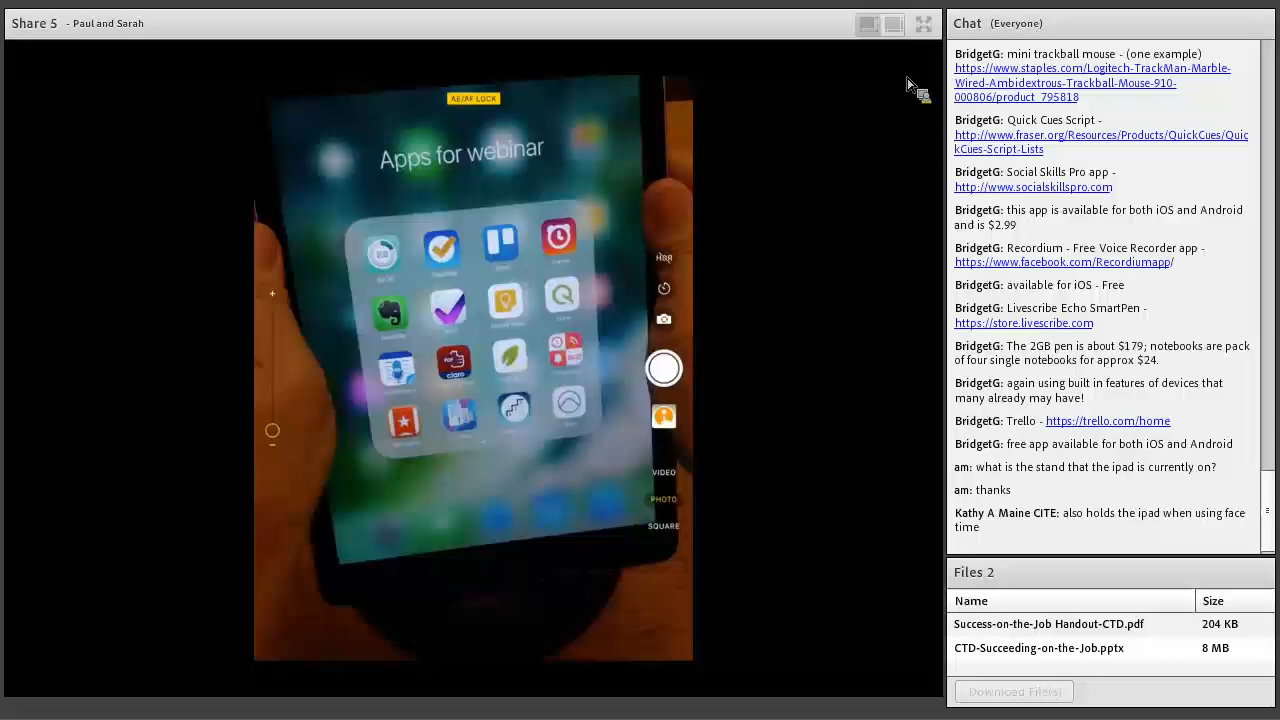 Share 5 - Paul and Sarah
AE/AF LOCK
Apps for webinar
HDR
PDF
claro
VIDEO
PHOTO
SQUARE
Chat (Everyone)
BridgetG: mini trackball mouse - (one example)
https://www.staples.com/Logitech-TrackMan-Marble-
Wired-Ambidextrous-Trackball-Mouse-910-
000806/product_795818
BridgetG: Quick Cues Script -
http://www.fraser.org/Resources/Products/QuickCues/Quic
kCues-Script-Lists
BridgetG: Social Skills Pro app -
http://www.socialskillspro.com
BridgetG: this app is available for both iOS and Android
and is $2.99
BridgetG: Recordium - Free Voice Recorder app -
https://www.facebook.com/Recordiumapp/
BridgetG: available for iOS - Free
BridgetG: Livescribe Echo SmartPen -
https://store.livescribe.com
BridgetG: The 2GB pen is about $179; notebooks are pack
of four single notebooks for approx $24.
BridgetG: again using built in features of devices that
many already may have!
BridgetG: Trello - https://trello.com/home
BridgetG: free app available for both iOS and Android
am: what is the stand that the ipad is currently on?
am: thanks
Kathy A Maine CITE: also holds the ipad when using face
time
Files 2
Name Size
Success-on-the-Job Handout-CTD.pdf 204 KB
CTD-Succeeding-on-the-Job.pptx 8 MB
Download File(s)